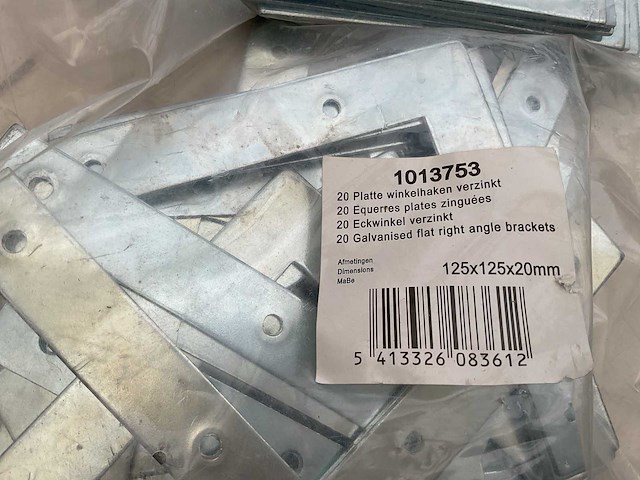 1013753
20 Platte winkelhaken verzinkt
20 Equerres plates zinguées
20 Eckwinkel verzinkt
20 Galvanised flat right angle brackets
Afmetingen
Dimensions
MaBe
125x125x20mm
5 413326 083612